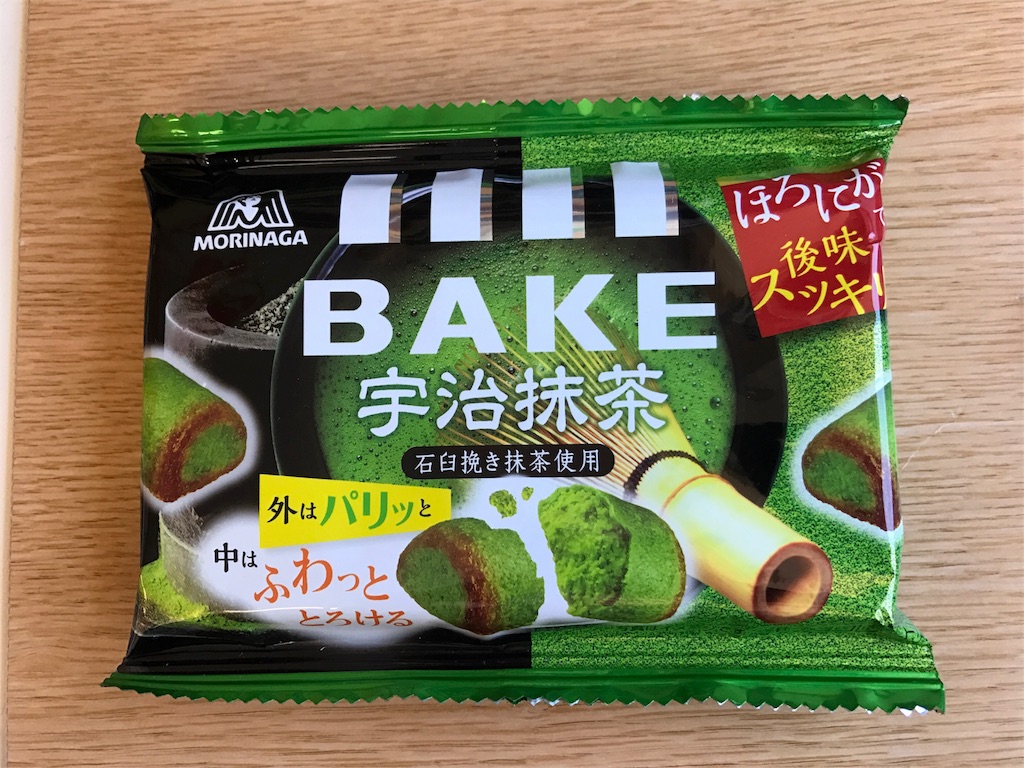 MORINAGA
BAKE
宇治抹茶
石臼挽き抹茶使用
ほろにが
で
後味
スッキリ
外はパリッと
中は
ふわっと
とろける